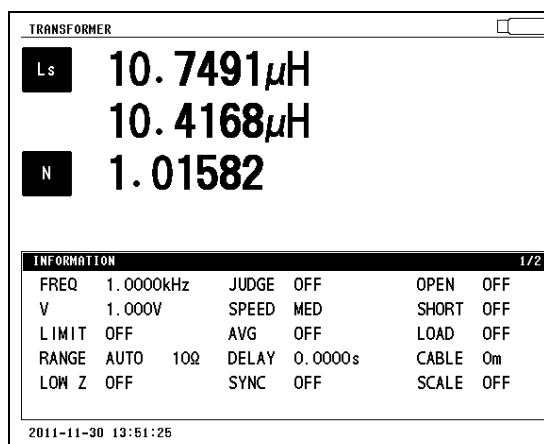 TRANSFORMER
Ls 10.7491μH
10.4168μH
N 1.01582
INFORMATION 1/2
FREQ 1.0000kHz JUDGE OFF OPEN OFF
V 1.000V SPEED MED SHORT OFF
LIMIT OFF AVG OFF LOAD OFF
RANGE AUTO 10Ω DELAY 0.0000s CABLE 0m
LOW Z OFF SYNC OFF SCALE OFF
2011-11-30 13:51:25